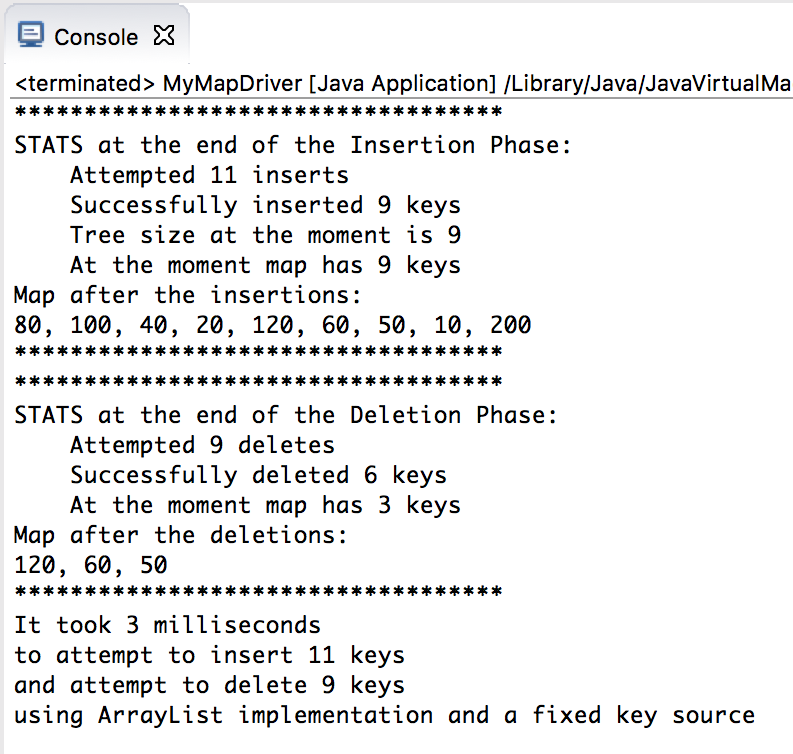 Console
<terminated> MyMapDriver [Java Application] /Library/Java/JavaVirtualMa
***********************************
STATS at the end of the Insertion Phase:
    Attempted 11 inserts
    Successfully inserted 9 keys
    Tree size at the moment is 9
    At the moment map has 9 keys
Map after the insertions:
80, 100, 40, 20, 120, 60, 50, 10, 200
***********************************
***********************************
STATS at the end of the Deletion Phase:
    Attempted 9 deletes
    Successfully deleted 6 keys
    At the moment map has 3 keys
Map after the deletions:
120, 60, 50
***********************************
It took 3 milliseconds
to attempt to insert 11 keys
and attempt to delete 9 keys
using ArrayList implementation and a fixed key source